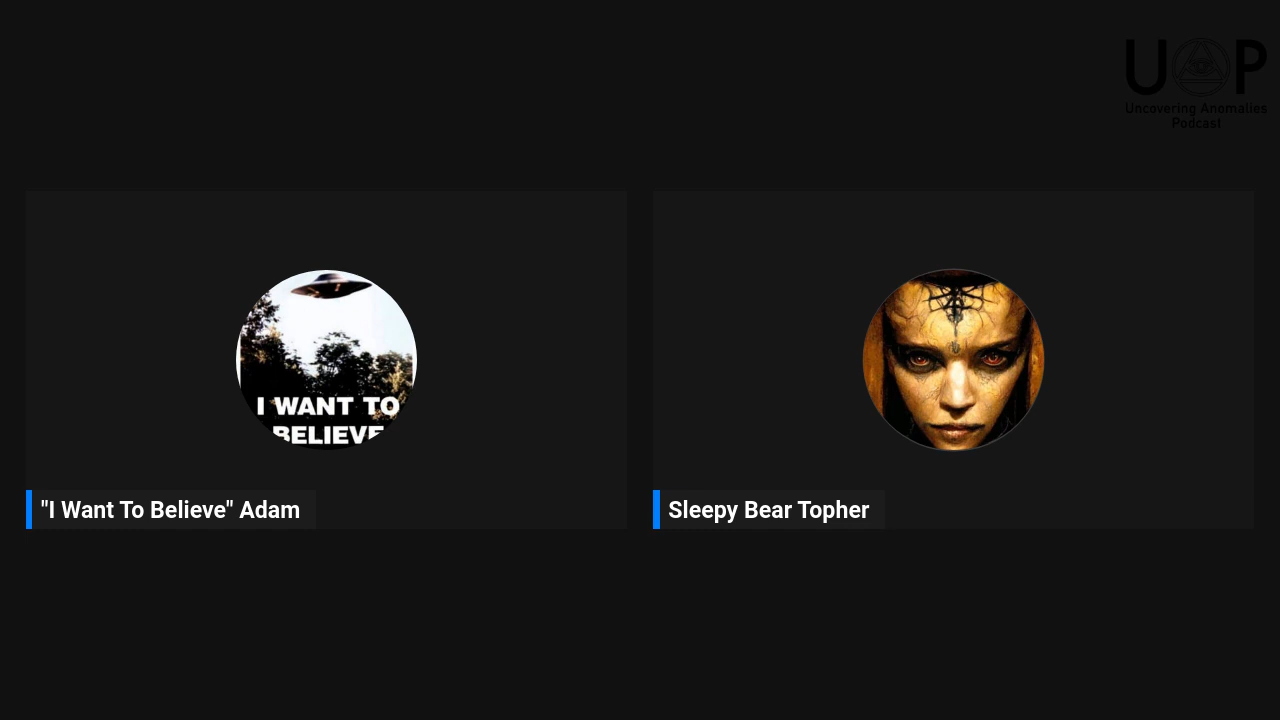 UAP
Uncovering Anomalies
Podcast
I WANT TO
BELIEVE
"I Want To Believe" Adam
Sleepy Bear Topher